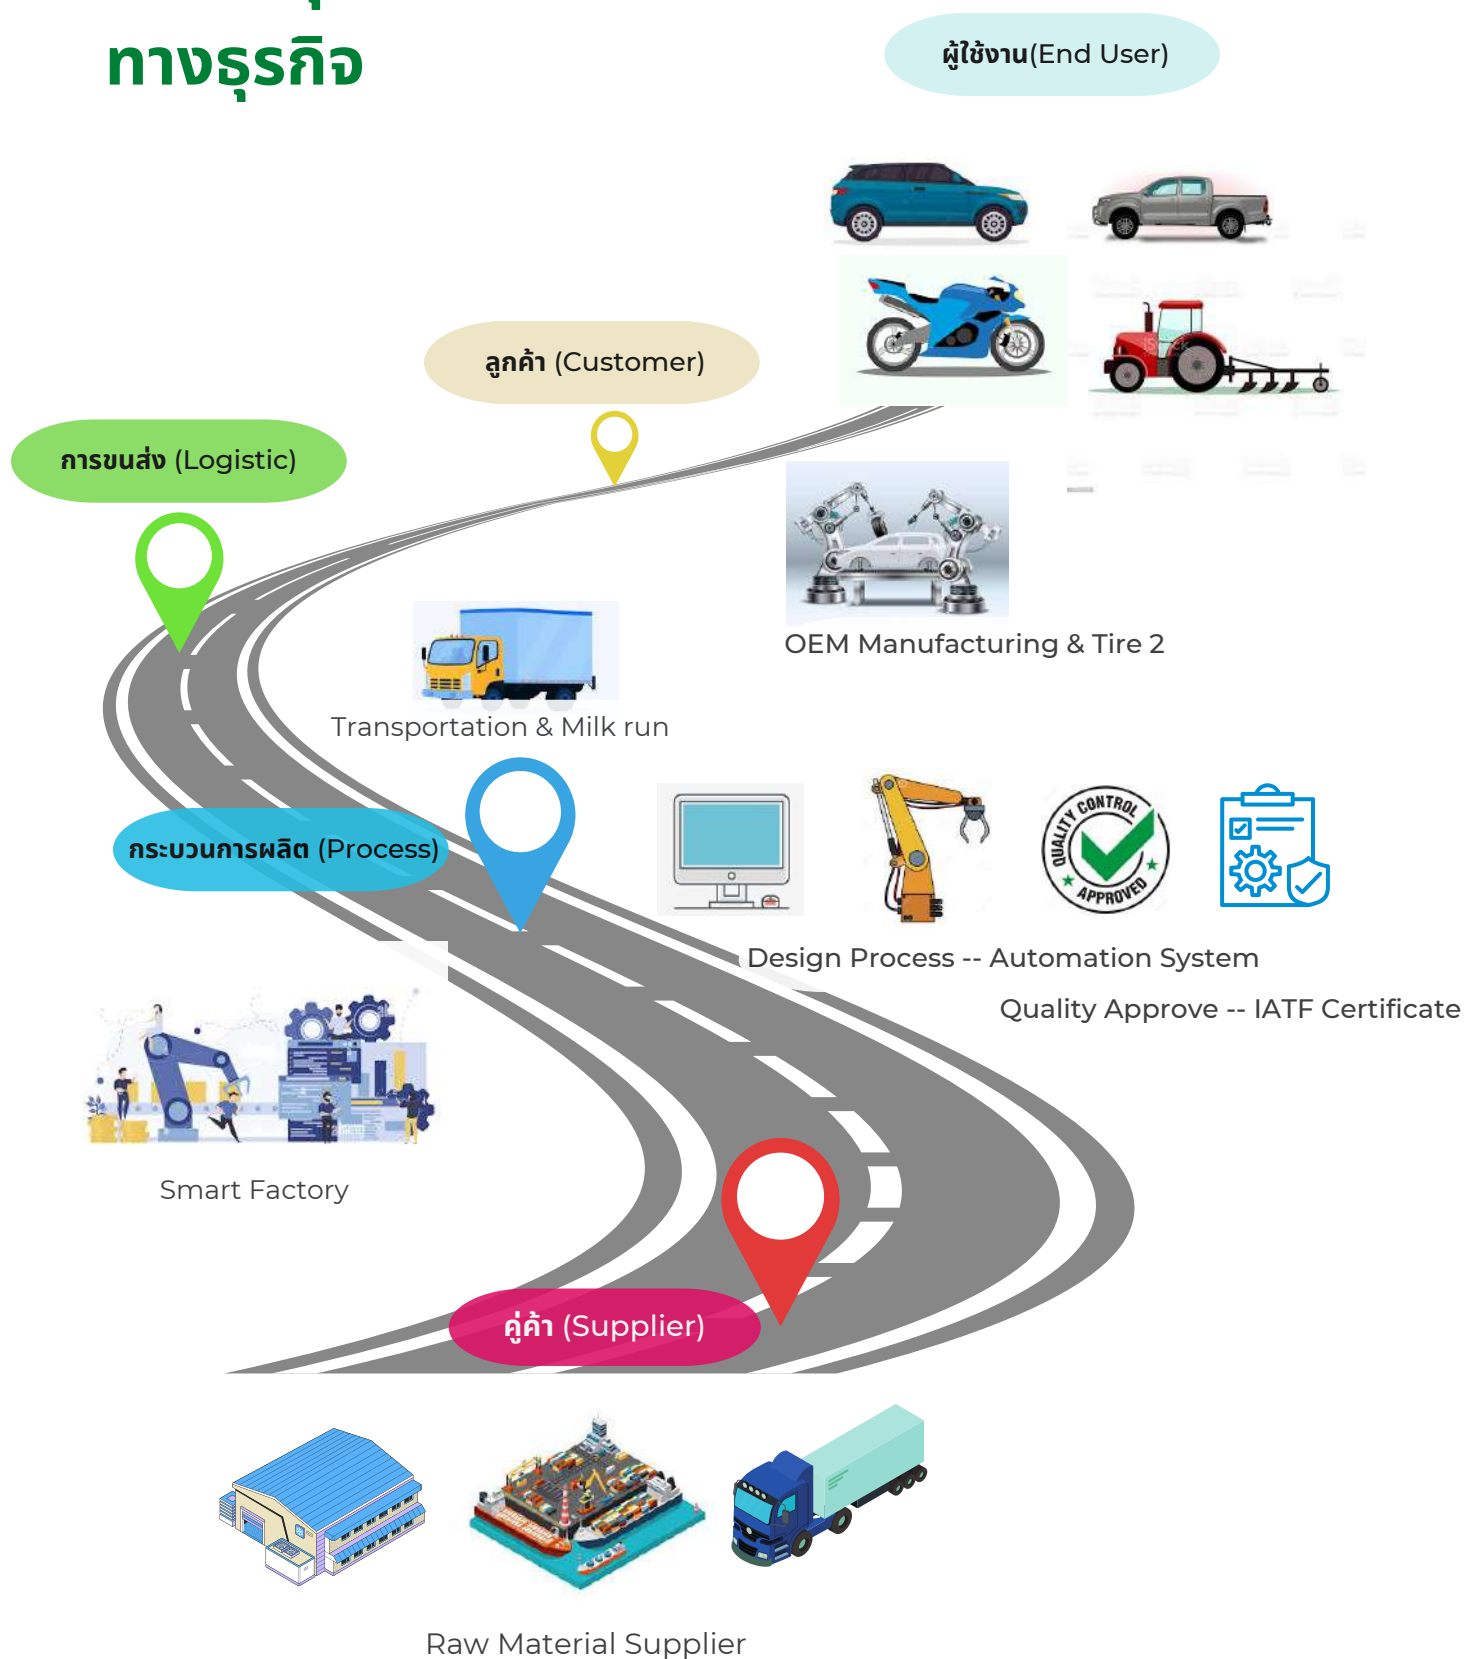 ทางธุรกิจ
ผู้ใช้งาน(End User)
ลูกค้า (Customer)
การขนส่ง (Logistic)
OEM Manufacturing & Tire 2
Transportation & Milk run
กระบวนการผลิต (Process)
QUALITY CONTROL
APPROVED
Design Process -- Automation System
Quality Approve -- IATF Certificate
Smart Factory
คู่ค้า (Supplier)
Raw Material Supplier